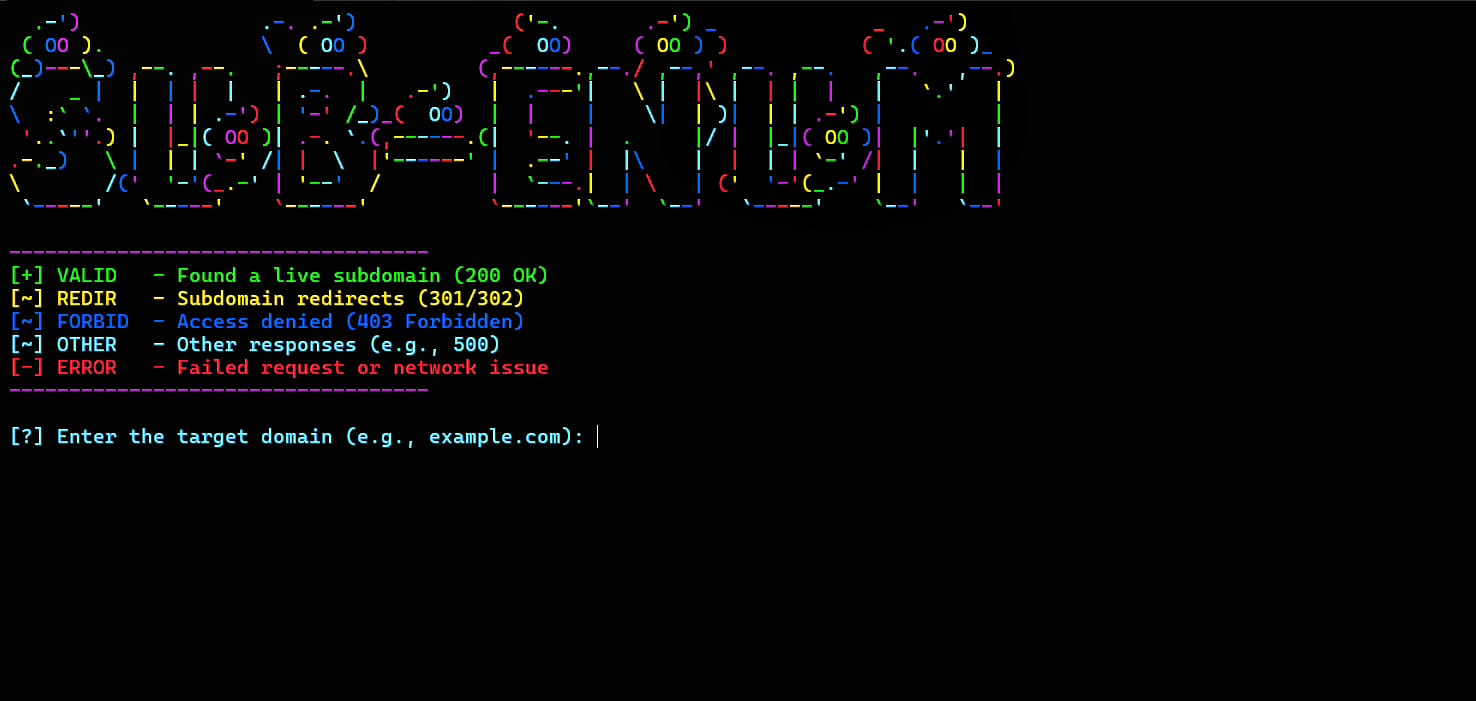 SUB-ENUM
-----------------------------------
[+] VALID   - Found a live subdomain (200 OK)
[~] REDIR   - Subdomain redirects (301/302)
[~] FORBID  - Access denied (403 Forbidden)
[~] OTHER   - Other responses (e.g., 500)
[-] ERROR   - Failed request or network issue
-----------------------------------
[?] Enter the target domain (e.g., example.com):